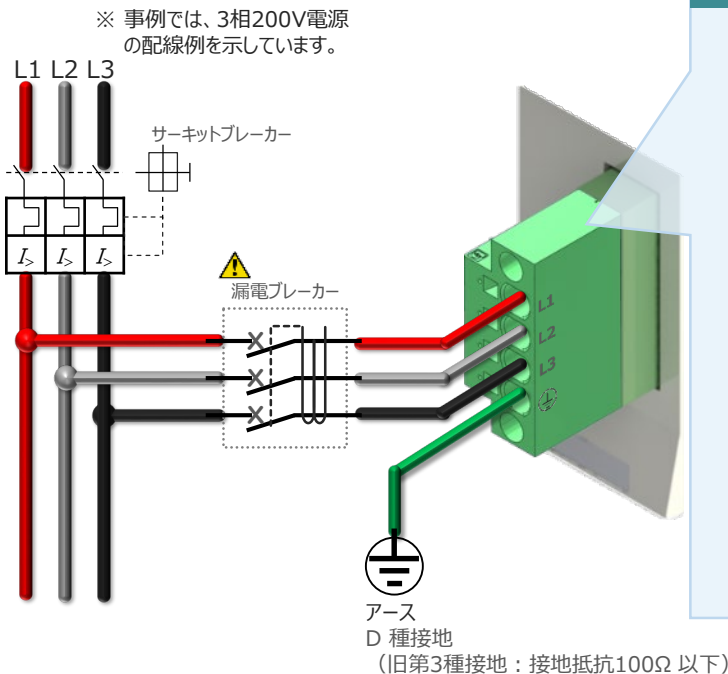 ※ 事例では、3相200V電源
の配線例を示しています。
L1 L2 L3
サーキットブレーカー
I> I> I>
漏電ブレーカー
L1
L2
L3
アース
D 種接地
（旧第3種接地：接地抵抗100Ω 以下）